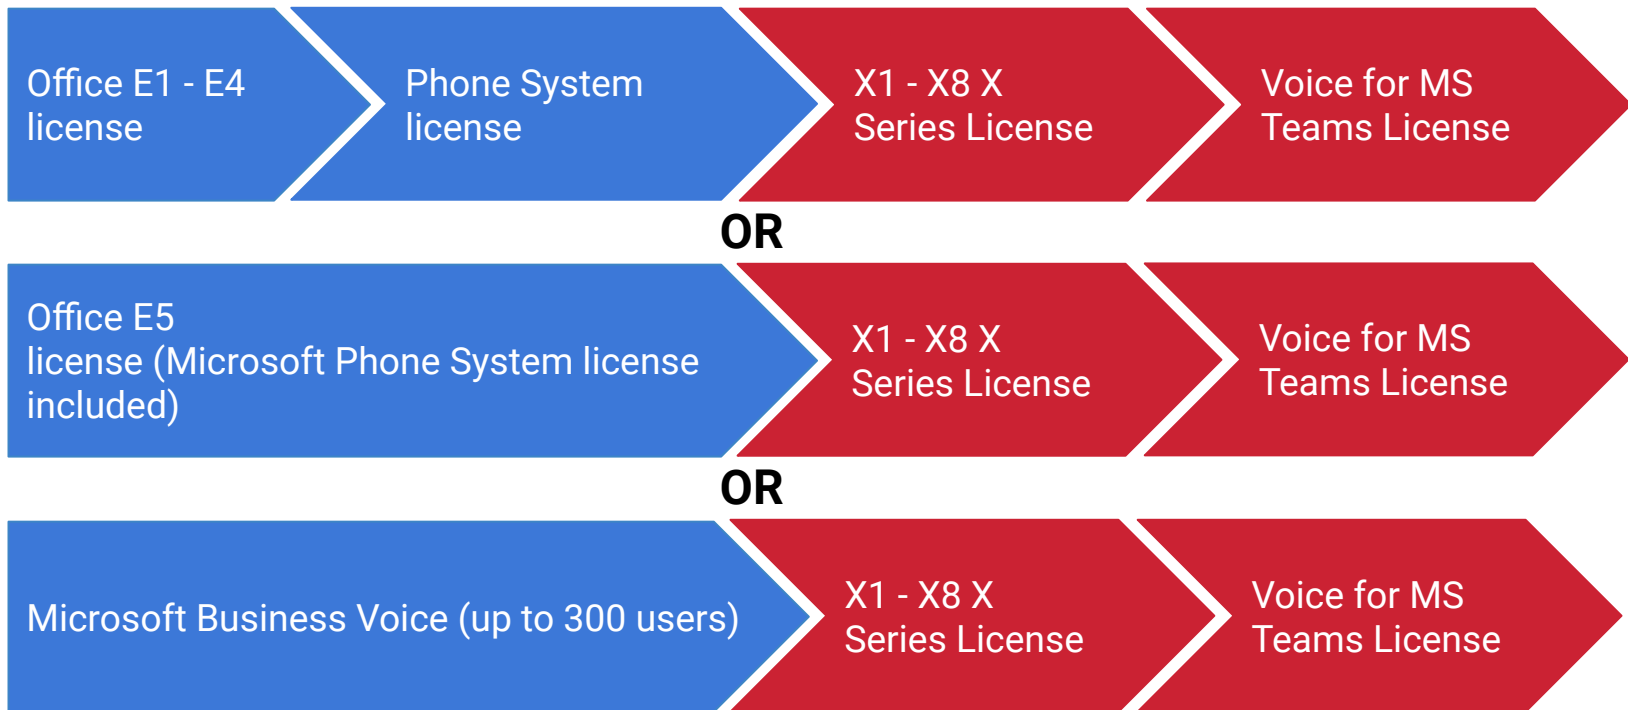 Office E1 - E4
license
Phone System
license
X1 - X8 X
Series License
Voice for MS
Teams License
OR
Office E5
license (Microsoft Phone System license
included)
X1 - X8 X
Series License
Voice for MS
Teams License
OR
Microsoft Business Voice (up to 300 users)
X1 - X8 X
Series License
Voice for MS
Teams License